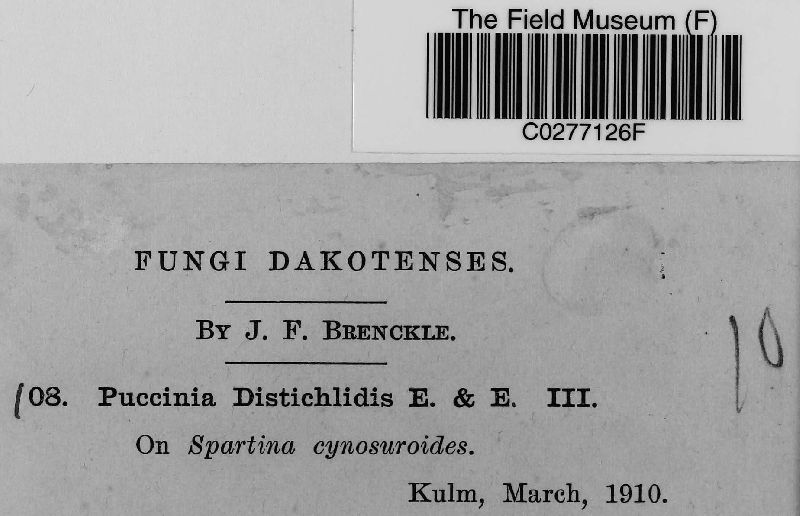 The Field Museum (F)
C0277126F
FUNGI DAKOTENSES.
BY J. F. BRENCKLE.
108. Puccinia Distichlidis E. & E. III.
10
On Spartina cynosuroides.
Kulm, March, 1910.